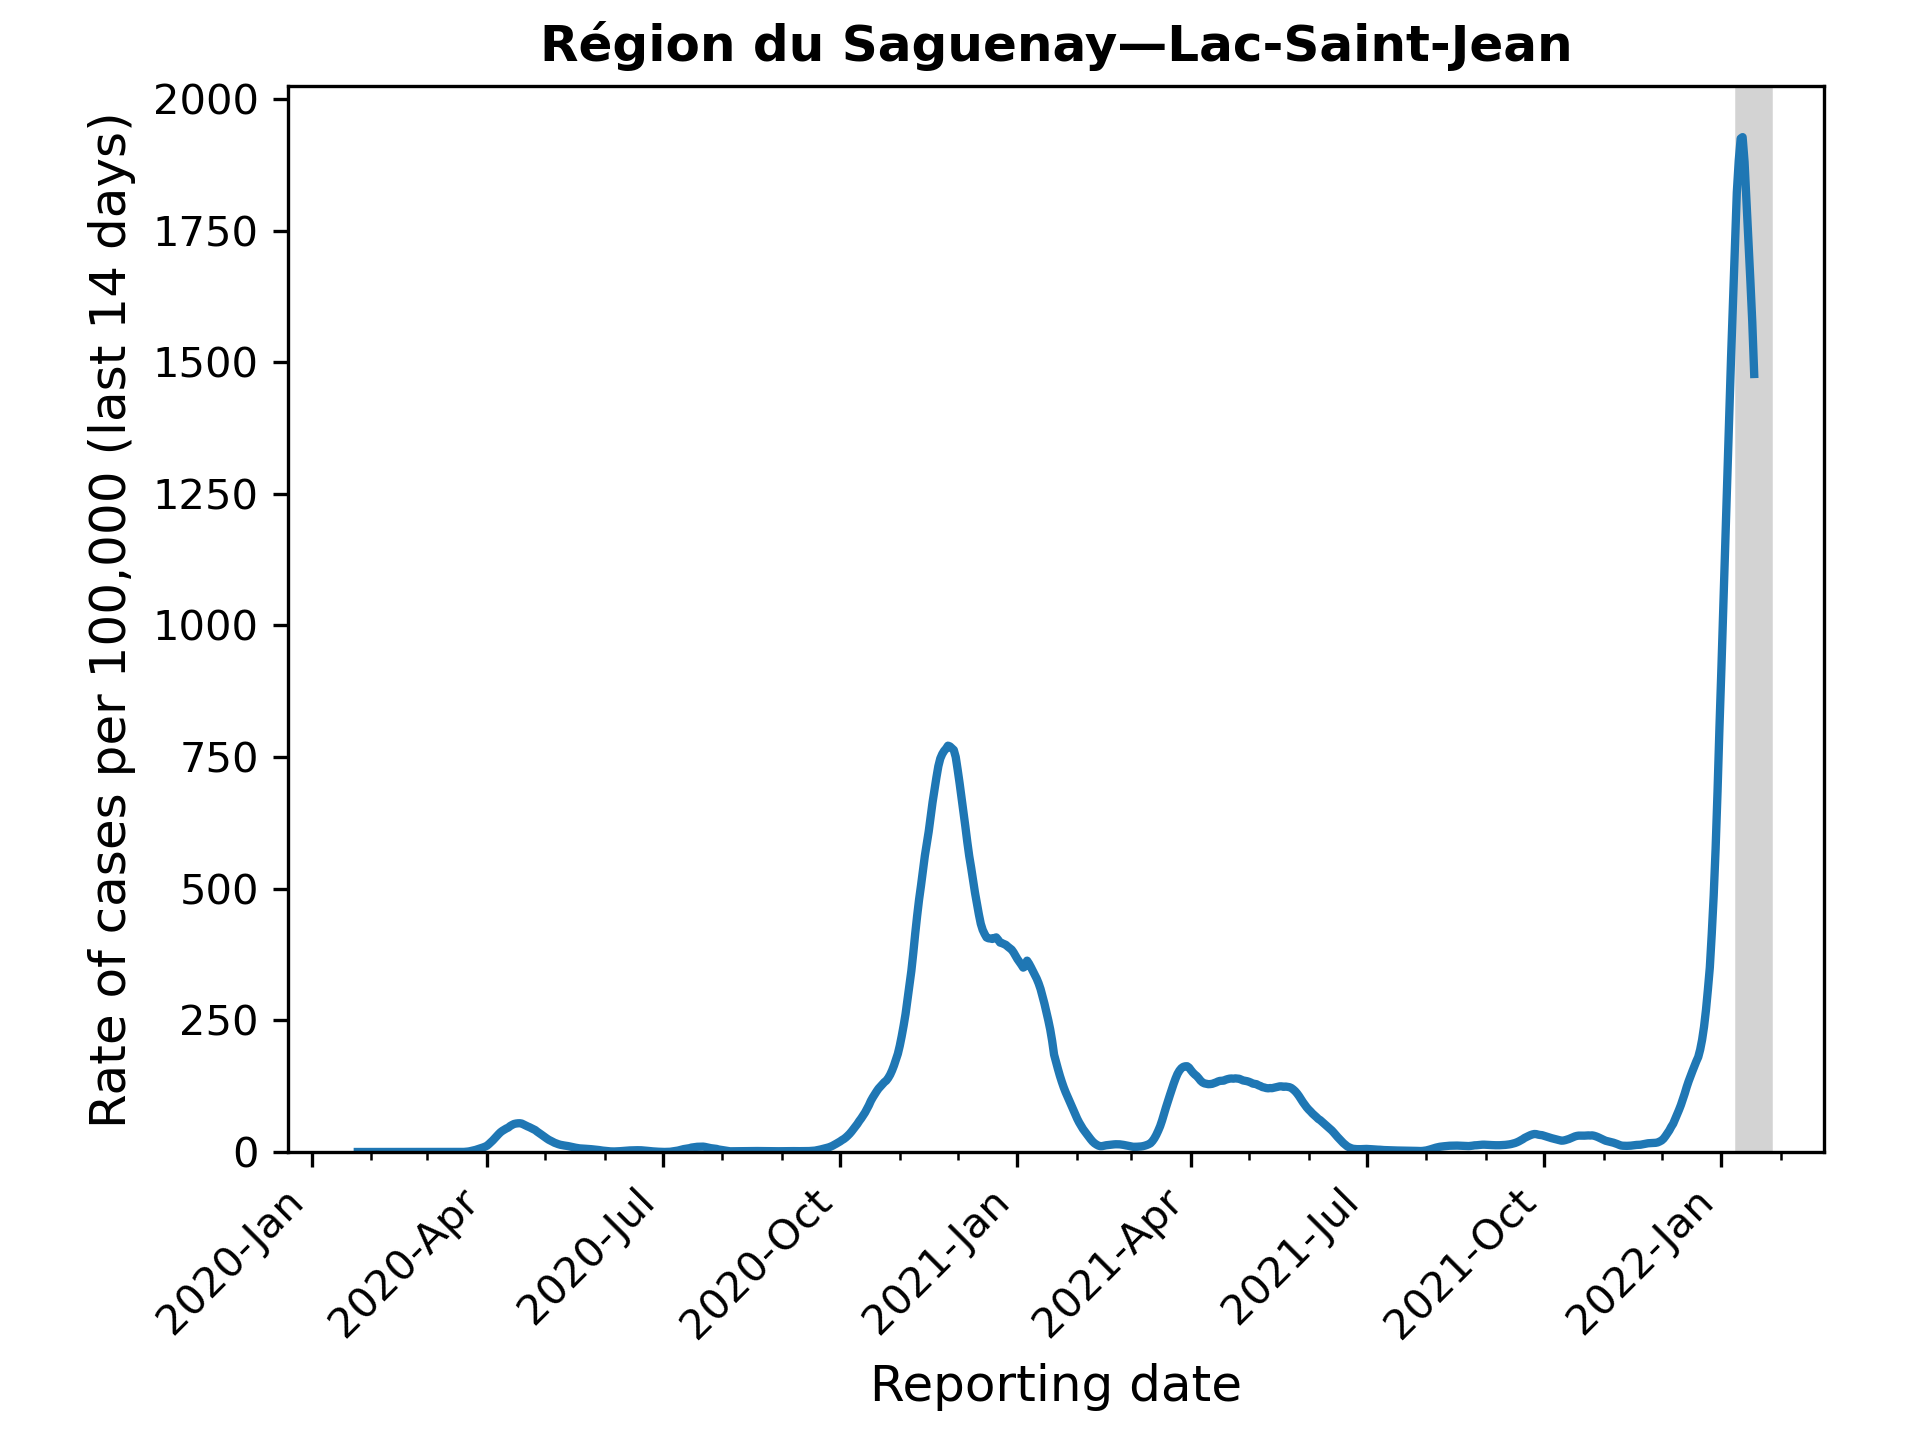 Région du Saguenay—Lac-Saint-Jean
Rate of cases per 100,000 (last 14 days)
2000
1750
1500
1250
1000
750
500
250
0
2020-Jan
2020-Apr
2020-Jul
2020-Oct
2021-Jan
2021-Apr
2021-Jul
2021-Oct
2022-Jan
Reporting date